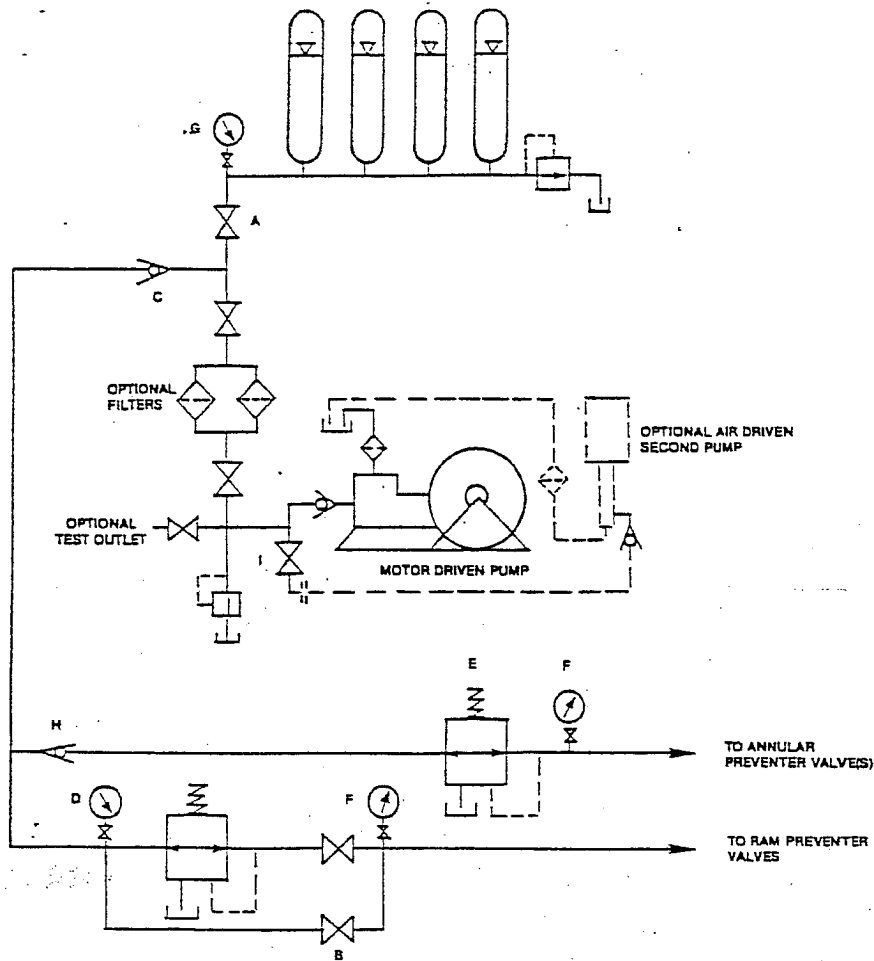 G
A
C
OPTIONAL
FILTERS
OPTIONAL AIR DRIVEN
SECOND PUMP
OPTIONAL
TEST OUTLET
I
MOTOR DRIVEN PUMP
E
F
H
TO ANNULAR
PREVENTER VALVE(S)
D
F
TO RAM PREVENTER
VALVES
B